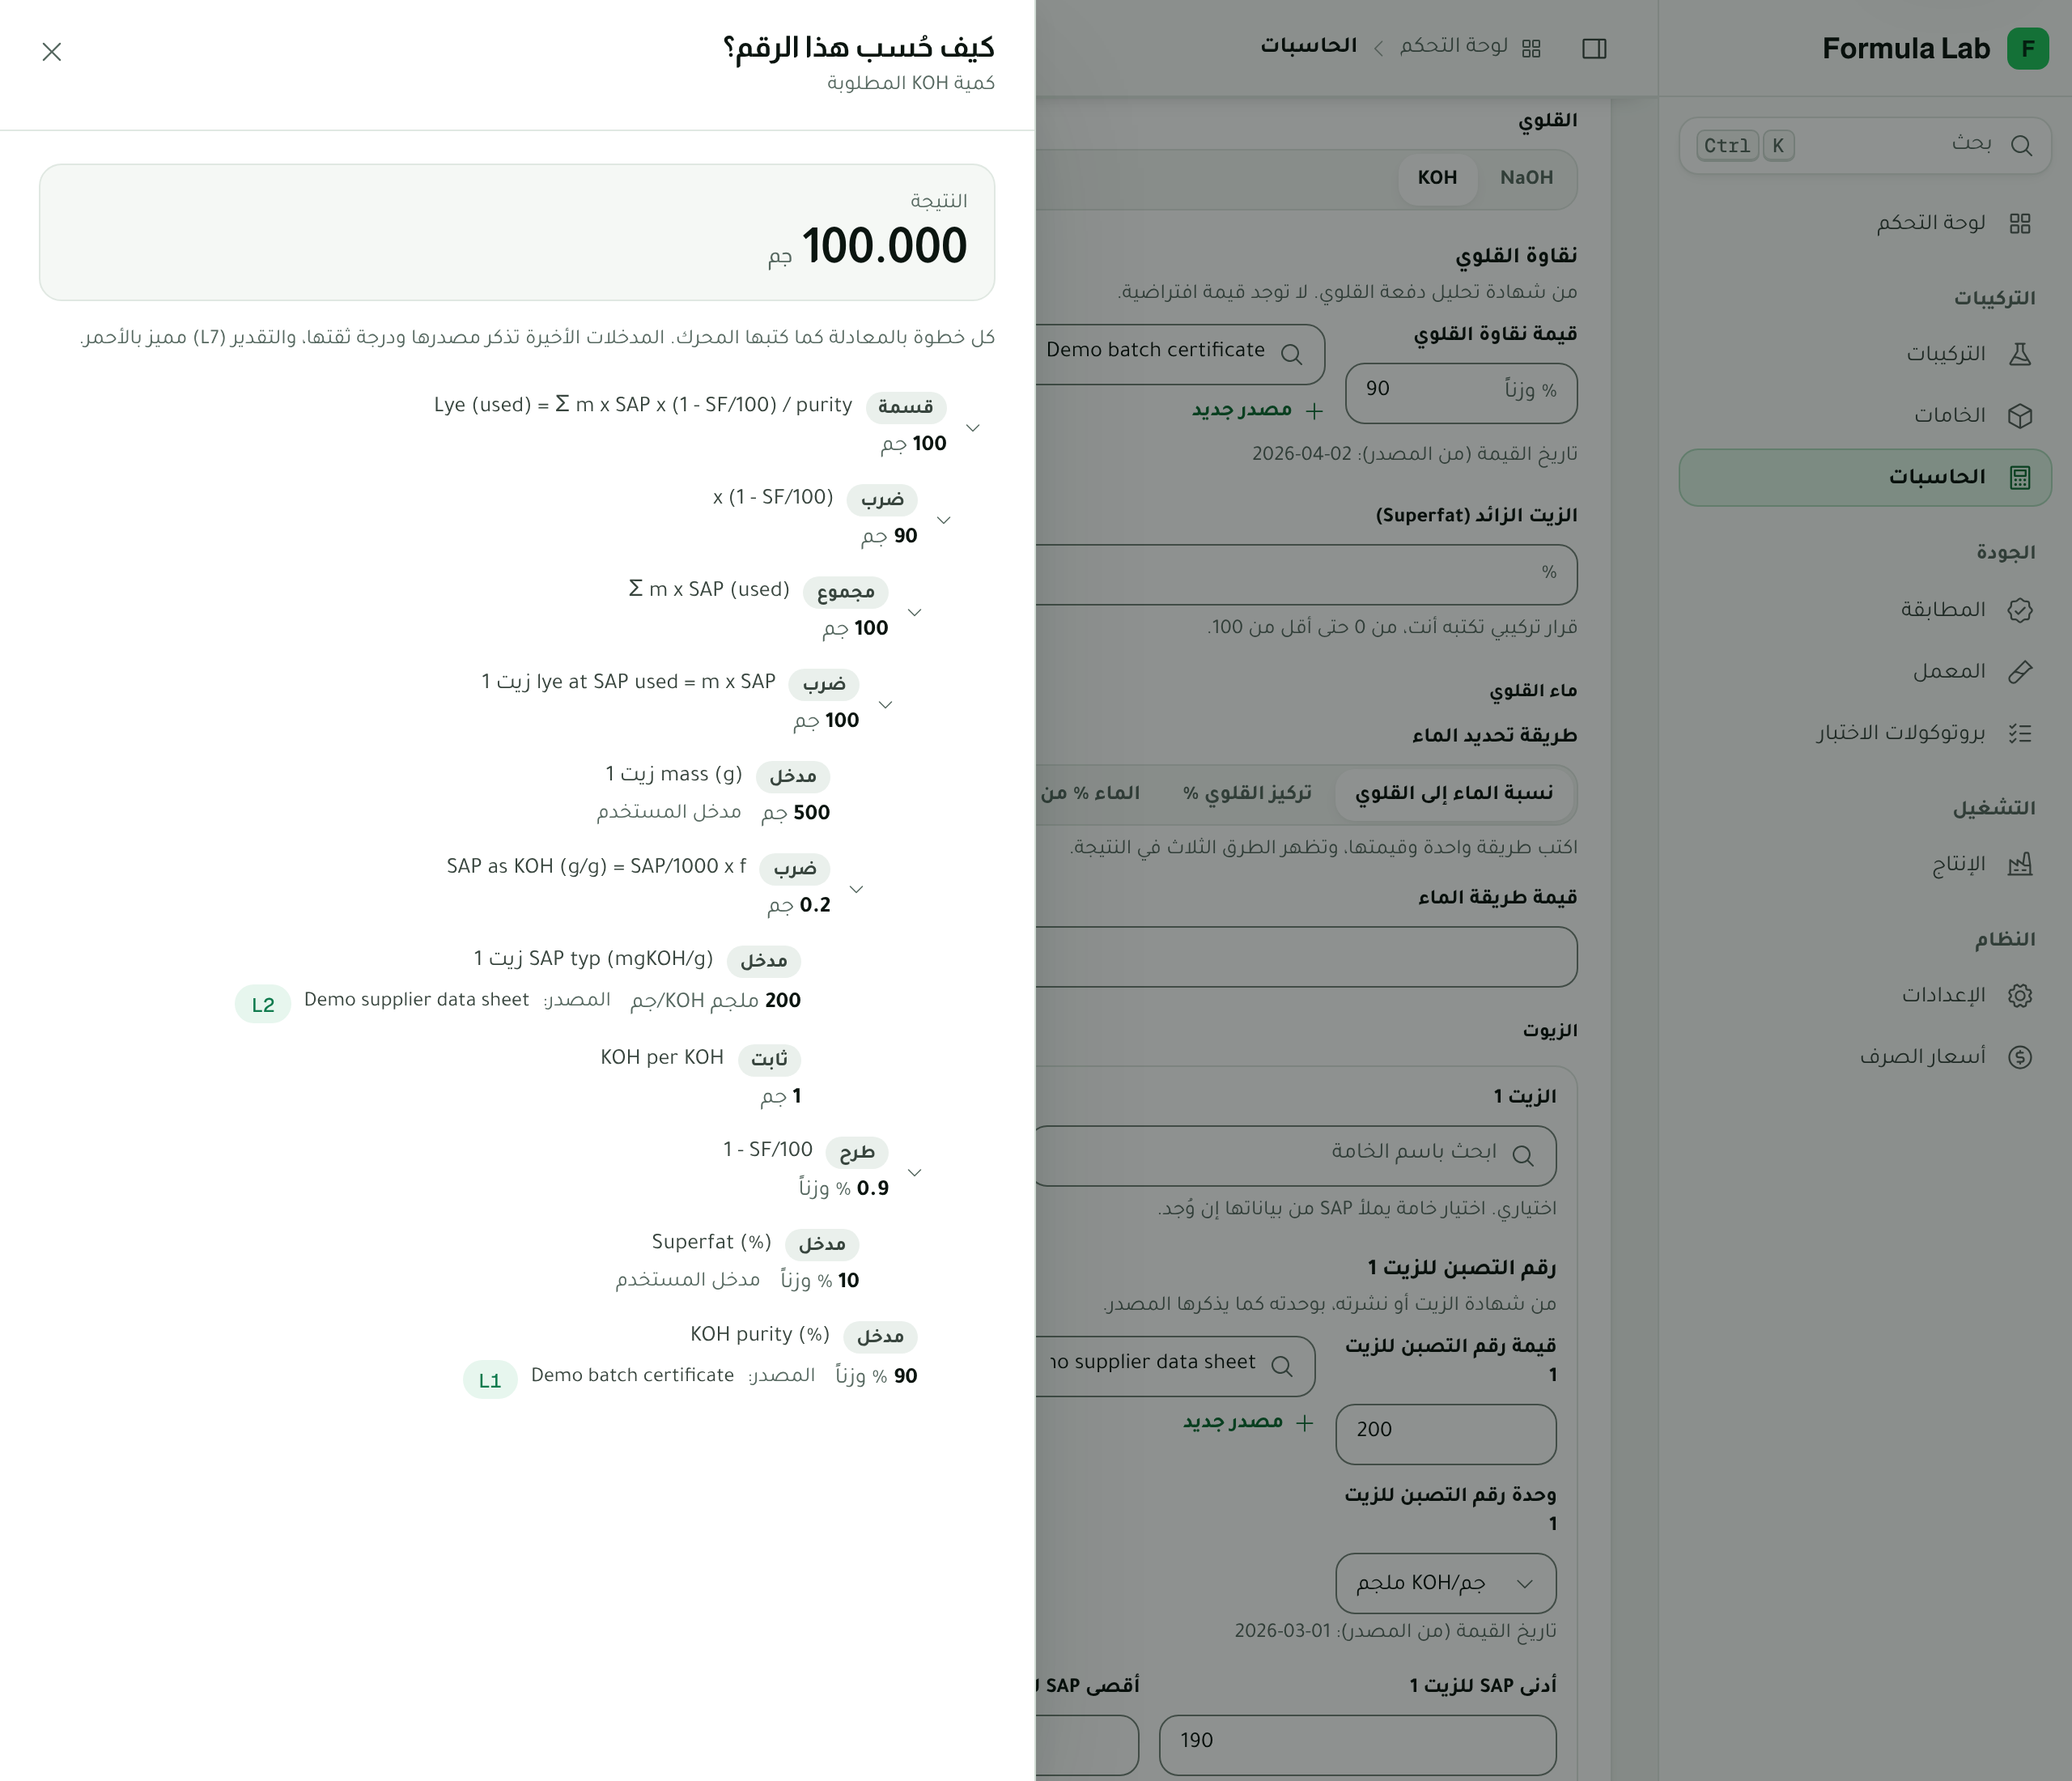 Formula Lab
F
بحث
Ctrl K
لوحة التحكم
التركيبات
التركيبات
الخامات
الحاسبات
الجودة
المطابقة
المعمل
بروتوكولات الاختبار
التشغيل
الإنتاج
النظام
الإعدادات
أسعار الصرف
لوحة التحكم
الحاسبات
القلوي
NaOH
KOH
نقاوة القلوي
من شهادة تحليل دفعة القلوي. لا توجد قيمة افتراضية.
قيمة نقاوة القلوي
90 % وزناً
Demo batch certificate
+ مصدر جديد
تاريخ القيمة (من المصدر): 2026-04-02
الزيت الزائد (Superfat)
%
قرار تركيبي تكتبه أنت، من 0 حتى أقل من 100.
ماء القلوي
طريقة تحديد الماء
نسبة الماء إلى القلوي
تركيز القلوي %
الماء % من
اكتب طريقة واحدة وقيمتها، وتظهر الطرق الثلاث في النتيجة.
قيمة طريقة الماء
الزيوت
الزيت 1
ابحث باسم الخامة
اختياري. اختيار خامة يملأ SAP من بياناتها إن وُجد.
رقم التصبن للزيت 1
من شهادة الزيت أو نشرته، بوحدته كما يذكرها المصدر.
قيمة رقم التصبن للزيت
1
200
supplier data sheet
+ مصدر جديد
وحدة رقم التصبن للزيت
1
ملجم KOH/جم
تاريخ القيمة (من المصدر): 2026-03-01
أدنى SAP للزيت 1
190
أقصى SAP
كيف حُسب هذا الرقم؟
كمية KOH المطلوبة
النتيجة
100.000 جم
كل خطوة بالمعادلة كما كتبها المحرك. المدخلات الأخيرة تذكر مصدرها ودرجة ثقتها، والتقدير (L7) مميز بالأحمر.
قسمة Lye (used) = Σ m x SAP x (1 - SF/100) / purity
100 جم
ضرب x (1 - SF/100)
90 جم
مجموع Σ m x SAP (used)
100 جم
ضرب lye at SAP used = m x SAP زيت 1
100 جم
مدخل mass (g) زيت 1
500 جم مدخل المستخدم
ضرب SAP as KOH (g/g) = SAP/1000 x f
0.2 جم
مدخل SAP typ (mgKOH/g) زيت 1
200 ملجم KOH/جم المصدر: Demo supplier data sheet L2
ثابت KOH per KOH
1 جم
طرح 1 - SF/100
0.9 % وزناً
مدخل Superfat (%)
10 % وزناً مدخل المستخدم
مدخل KOH purity (%)
90 % وزناً المصدر: Demo batch certificate L1